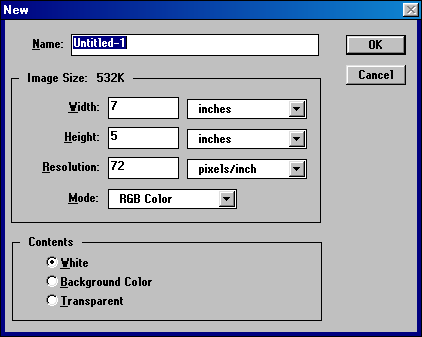 New
Name: Untitled-1
OK
Cancel
Image Size: 532K
Width: 7 inches
Height: 5 inches
Resolution: 72 pixels/inch
Mode: RGB Color
Contents
White
Background Color
Transparent